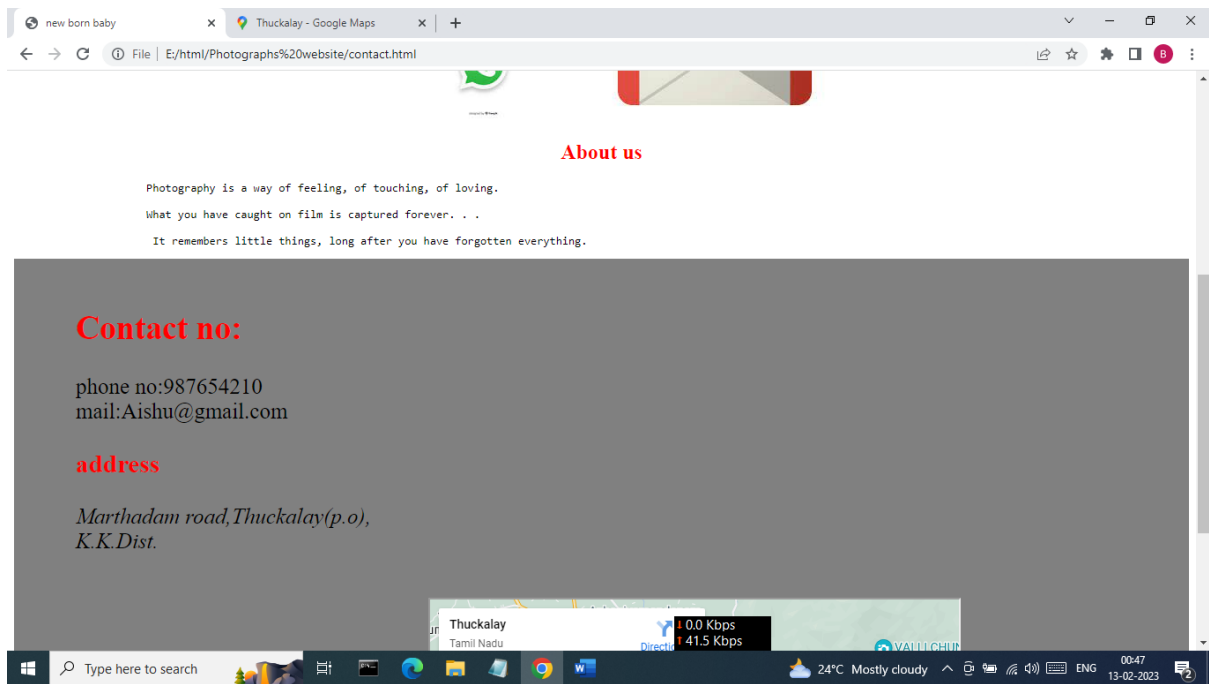 new born baby
Thuckalay - Google Maps
File | E:/html/Photographs%20website/contact.html
B
About us
Photography is a way of feeling, of touching, of loving.
What you have caught on film is captured forever. . .
It remembers little things, long after you have forgotten everything.
Contact no:
phone no:987654210
mail:Aishu@gmail.com
address
Marthadam road,Thuckalay(p.o),
K.K.Dist.
Thuckalay
Tamil Nadu
0.0 Kbps
41.5 Kbps
Type here to search
24°C Mostly cloudy
ENG
00:47
13-02-2023
2